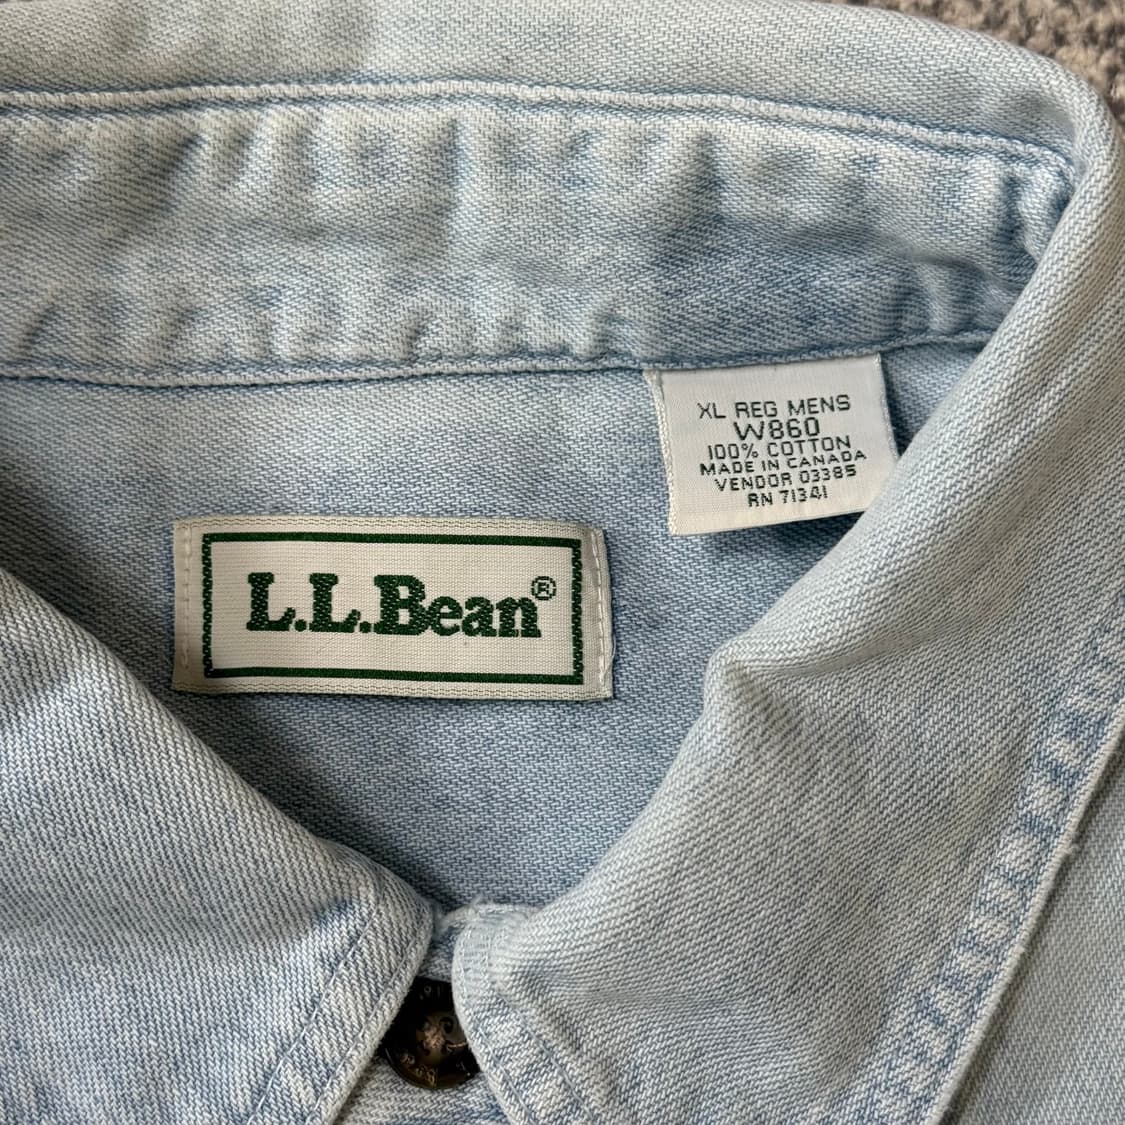 XL REG MENS
W860
100% COTTON
MADE IN CANADA
VENDOR 03385
RN 71341
L.L.Bean®